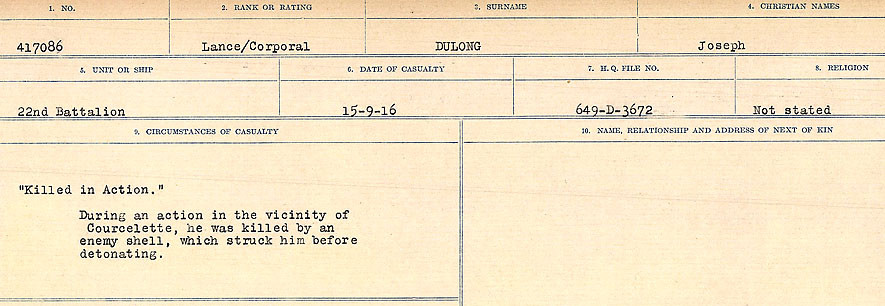 1. NO. 2. RANK OR RATING 3. SURNAME 4. CHRISTIAN NAMES
417086 Lance/Corporal DULONG Joseph
5. UNIT OR SHIP 6. DATE OF CASUALTY 7. H.Q. FILE NO. 8. RELIGION
22nd Battalion 15-9-16 649-D-3672 Not stated
9. CIRCUMSTANCES OF CASUALTY 10. NAME, RELATIONSHIP AND ADDRESS OF NEXT OF KIN
"Killed in Action."
During an action in the vicinity of
Courcelette, he was killed by an
enemy shell, which struck him before
detonating.